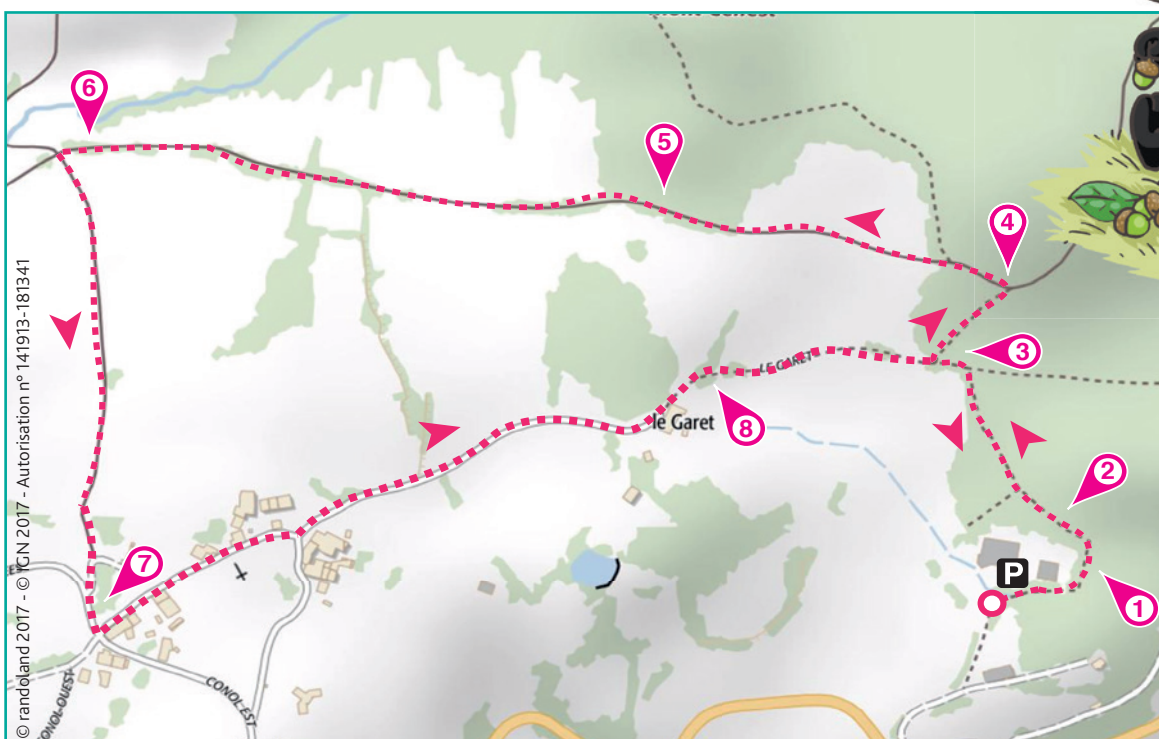 6
5
4
3
LE GARET
le Garet
8
2
7
P
1
CONOL-EST
CONOL-OUEST
© randoland 2017 - © IGN 2017 - Autorisation n° 141913-181341